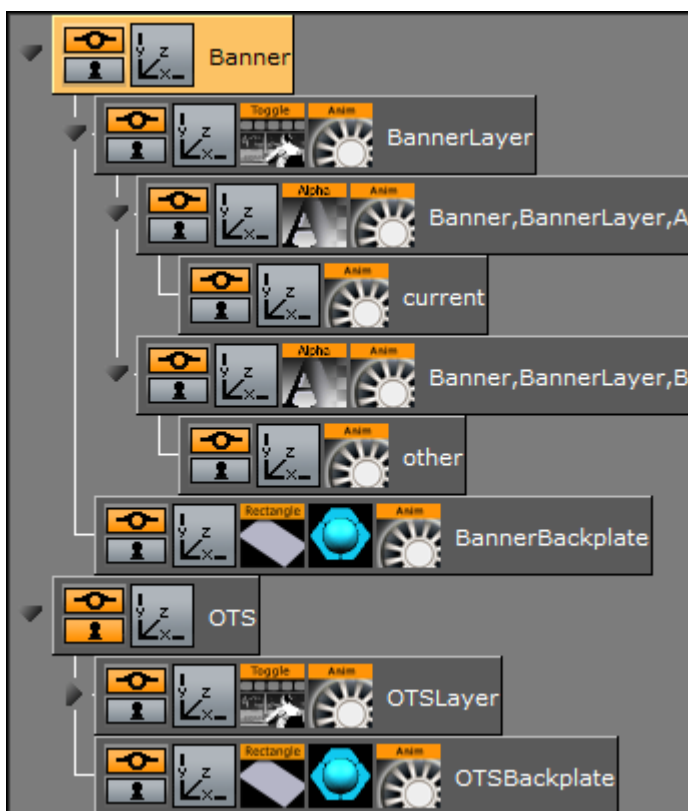 Banner
Toggle Anim BannerLayer
Alpha Anim Banner,BannerLayer,A
Anim current
Alpha Anim Banner,BannerLayer,B
Anim other
Rectangle Anim BannerBackplate
OTS
Toggle Anim OTSLayer
Rectangle Anim OTSBackplate